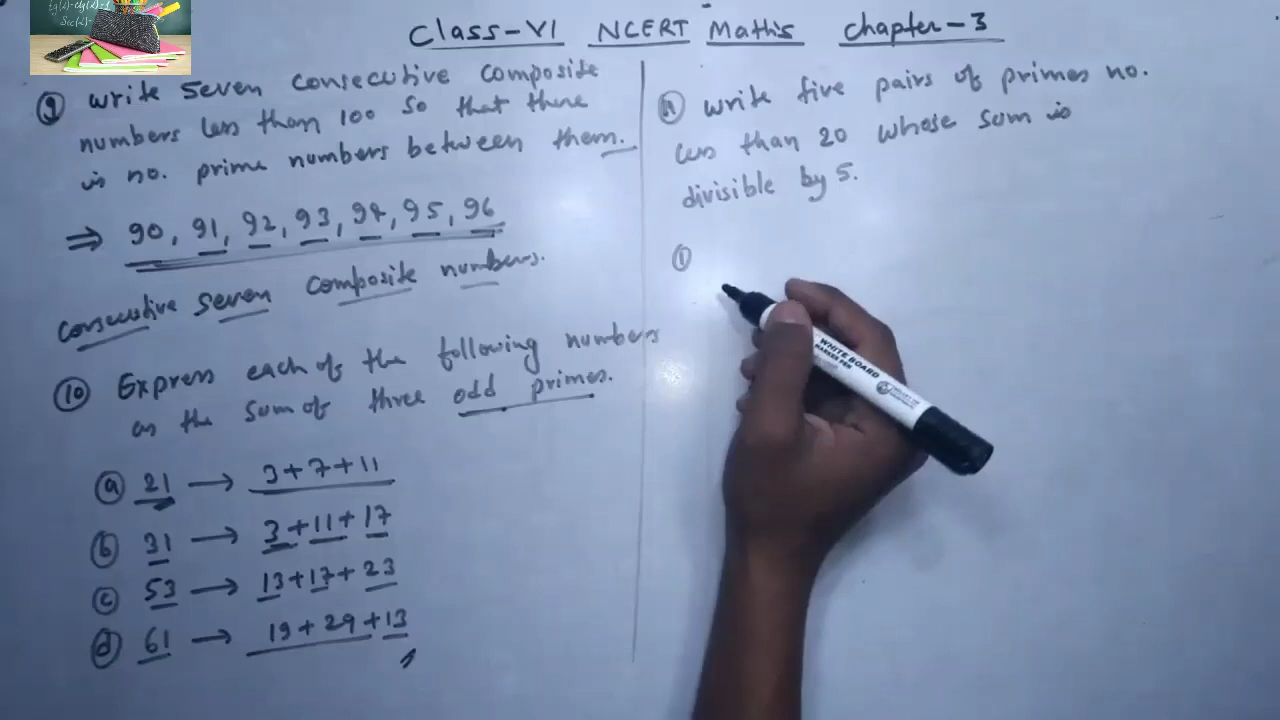 Class-VI NCERT Maths chapter-3
9 write seven consecutive composite
numbers less than 100 so that there
is no. prime numbers between them.
⇒ 90, 91, 92, 93, 94, 95, 96
consecutive seven composite numbers.
10 Express each of the following numbers
as the sum of three odd primes.
a 21 → 3+7+11
b 31 → 3+11+17
c 53 → 13+17+23
d 61 → 19+29+13
11 write five pairs of primes no.
less than 20 whose sum is
divisible by 5.
1
WHITE BOARD
MARKER PEN